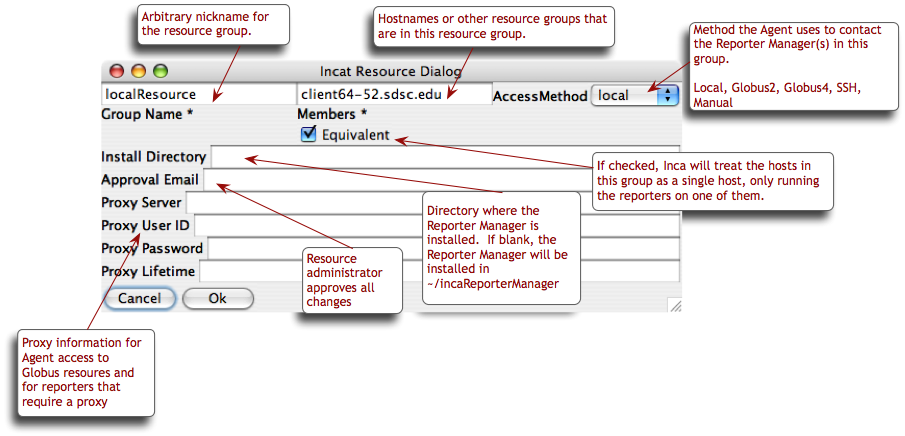 Arbitrary nickname for
the resource group.
Hostnames or other resource groups that
are in this resource group.
Method the Agent uses to contact
the Reporter Manager(s) in this
group.
Local, Globus2, Globus4, SSH,
Manual
Incat Resource Dialog
localResource
client64-52.sdsc.edu
AccessMethod
local
Group Name *
Members *
Equivalent
Install Directory
Approval Email
Proxy Server
Proxy User ID
Proxy Password
Proxy Lifetime
Cancel
Ok
If checked, Inca will treat the hosts in
this group as a single host, only running
the reporters on one of them.
Directory where the
Reporter Manager is
installed. If blank, the
Reporter Manager will be
installed in
~/incaReporterManager
Resource
administrator
approves all
changes
Proxy information for
Agent access to
Globus resoures and
for reporters that
require a proxy